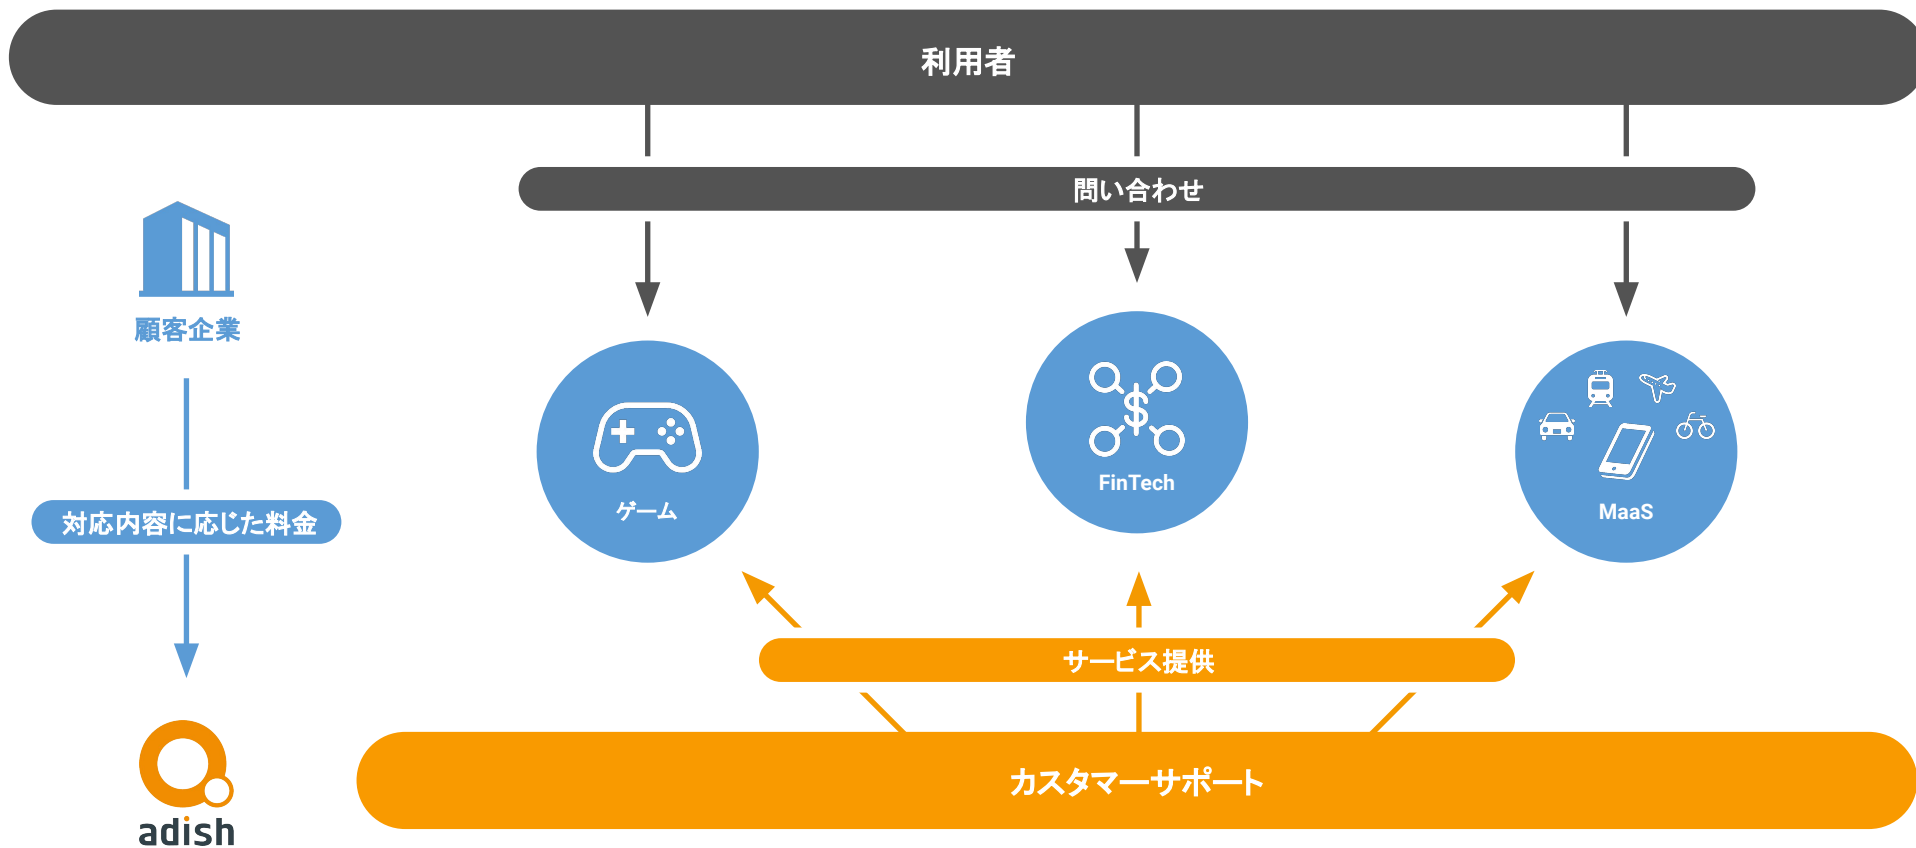 利用者
問い合わせ
顧客企業
対応内容に応じた料金
ゲーム
FinTech
MaaS
サービス提供
カスタマーサポート
adish